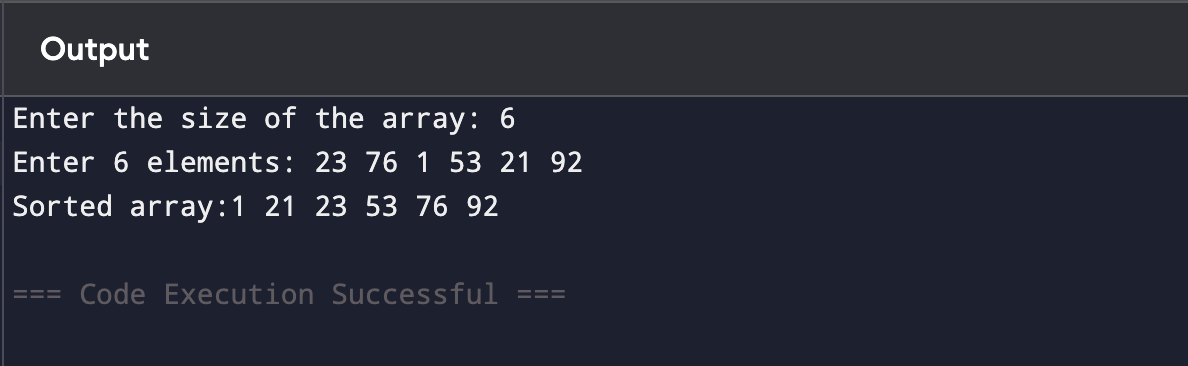 Output
Enter the size of the array: 6
Enter 6 elements: 23 76 1 53 21 92
Sorted array:1 21 23 53 76 92
=== Code Execution Successful ===